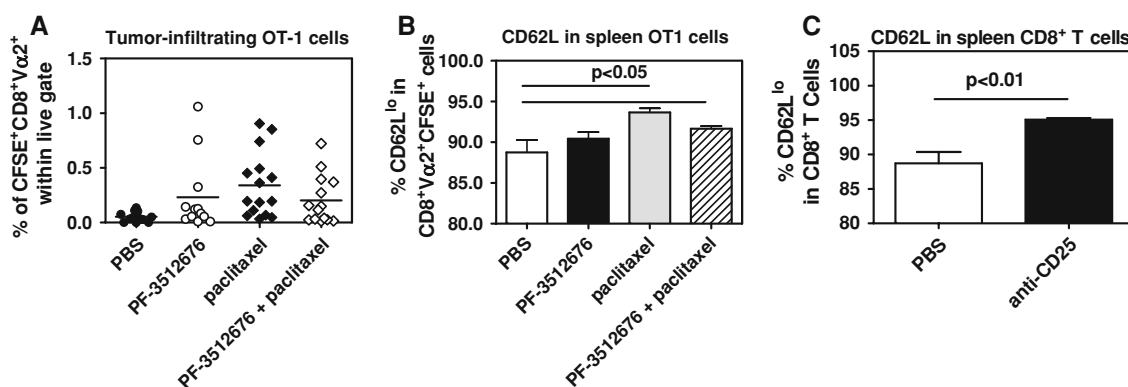 A
Tumor-infiltrating OT-1 cells
% of CFSE⁺CD8⁺Vα2⁺
within live gate
1.5
1.0
0.5
0.0
PBS
PF-3512676
paclitaxel
PF-3512676 + paclitaxel
B
CD62L in spleen OT1 cells
% CD62Lˡᵒ in
CD8⁺Vα2⁺CFSE⁺ cells
100.0
95.0
90.0
85.0
80.0
p<0.05
PBS
PF-3512676
paclitaxel
PF-3512676 + paclitaxel
C
CD62L in spleen CD8⁺ T cells
% CD62Lˡᵒ
in CD8⁺ T Cells
105
100
95
90
85
80
p<0.01
PBS
anti-CD25